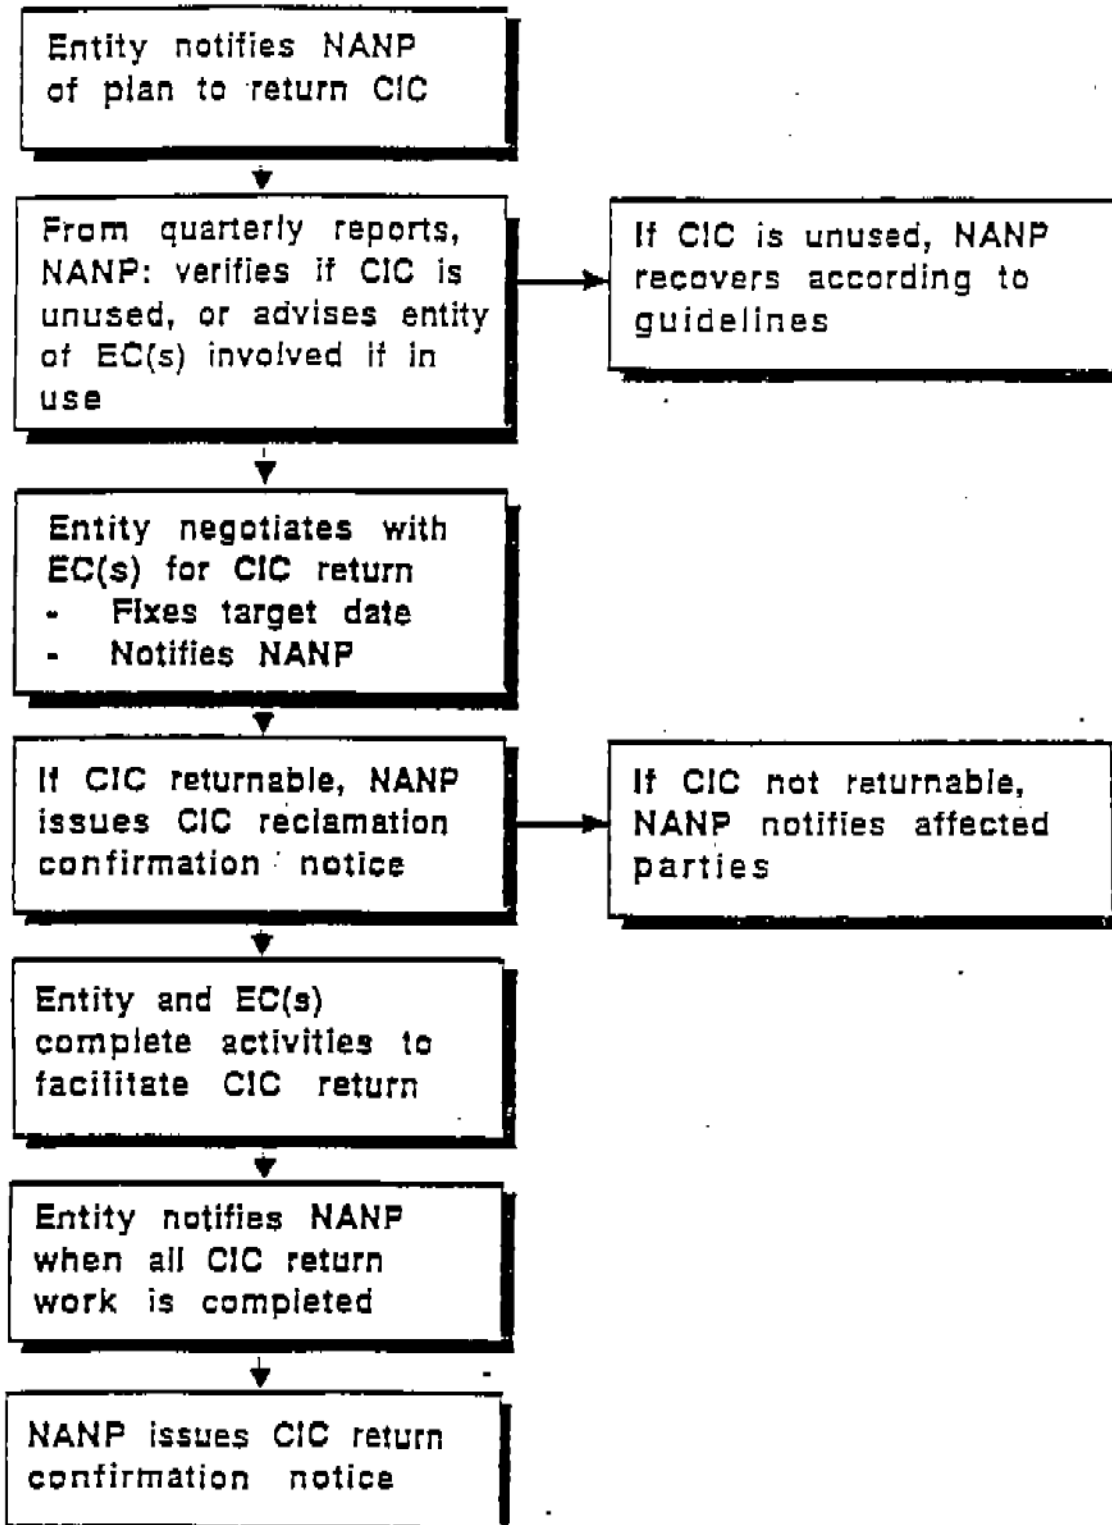 Entity notifies NANP
of plan to return CIC
From quarterly reports,
NANP: verifies if CIC is
unused, or advises entity
of EC(s) involved if in
use
If CIC is unused, NANP
recovers according to
guidelines
Entity negotiates with
EC(s) for CIC return
- Fixes target date
- Notifies NANP
If CIC returnable, NANP
issues CIC reclamation
confirmation notice
If CIC not returnable,
NANP notifies affected
parties
Entity and EC(s)
complete activities to
facilitate CIC return
Entity notifies NANP
when all CIC return
work is completed
NANP issues CIC return
confirmation notice